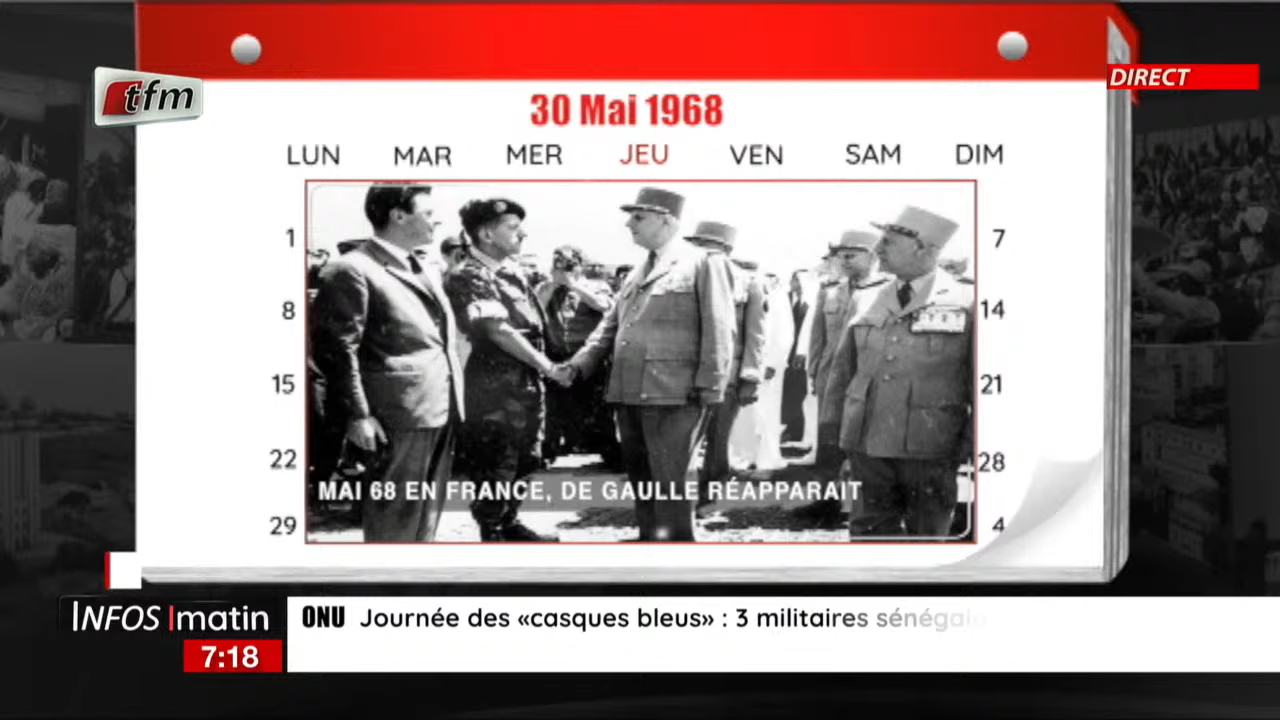 tfm
DIRECT
30 Mai 1968
LUN MAR MER JEU VEN SAM DIM
1 7
8 14
15 21
22 28
29 4
MAI 68 EN FRANCE, DE GAULLE RÉAPPARAIT
INFOS matin
7:18
ONU Journée des «casques bleus» : 3 militaires sénégala